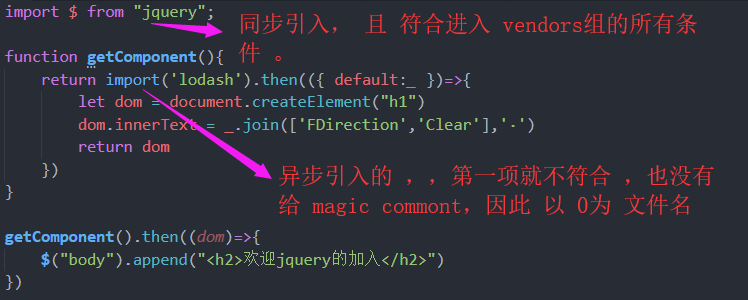 import $ from "jquery";
同步引入， 且 符合进入 vendors组的所有条
件 。
function getComponent(){
return import('lodash').then(({ default:_ })=>{
let dom = document.createElement("h1")
dom.innerText = _.join(['FDirection','Clear'],'-')
return dom
})
}
异步引入的 ，，第一项就不符合 ，也没有
给 magic commont，因此 以 0为 文件名
getComponent().then((dom)=>{
$("body").append("<h2>欢迎jquery的加入</h2>")
})